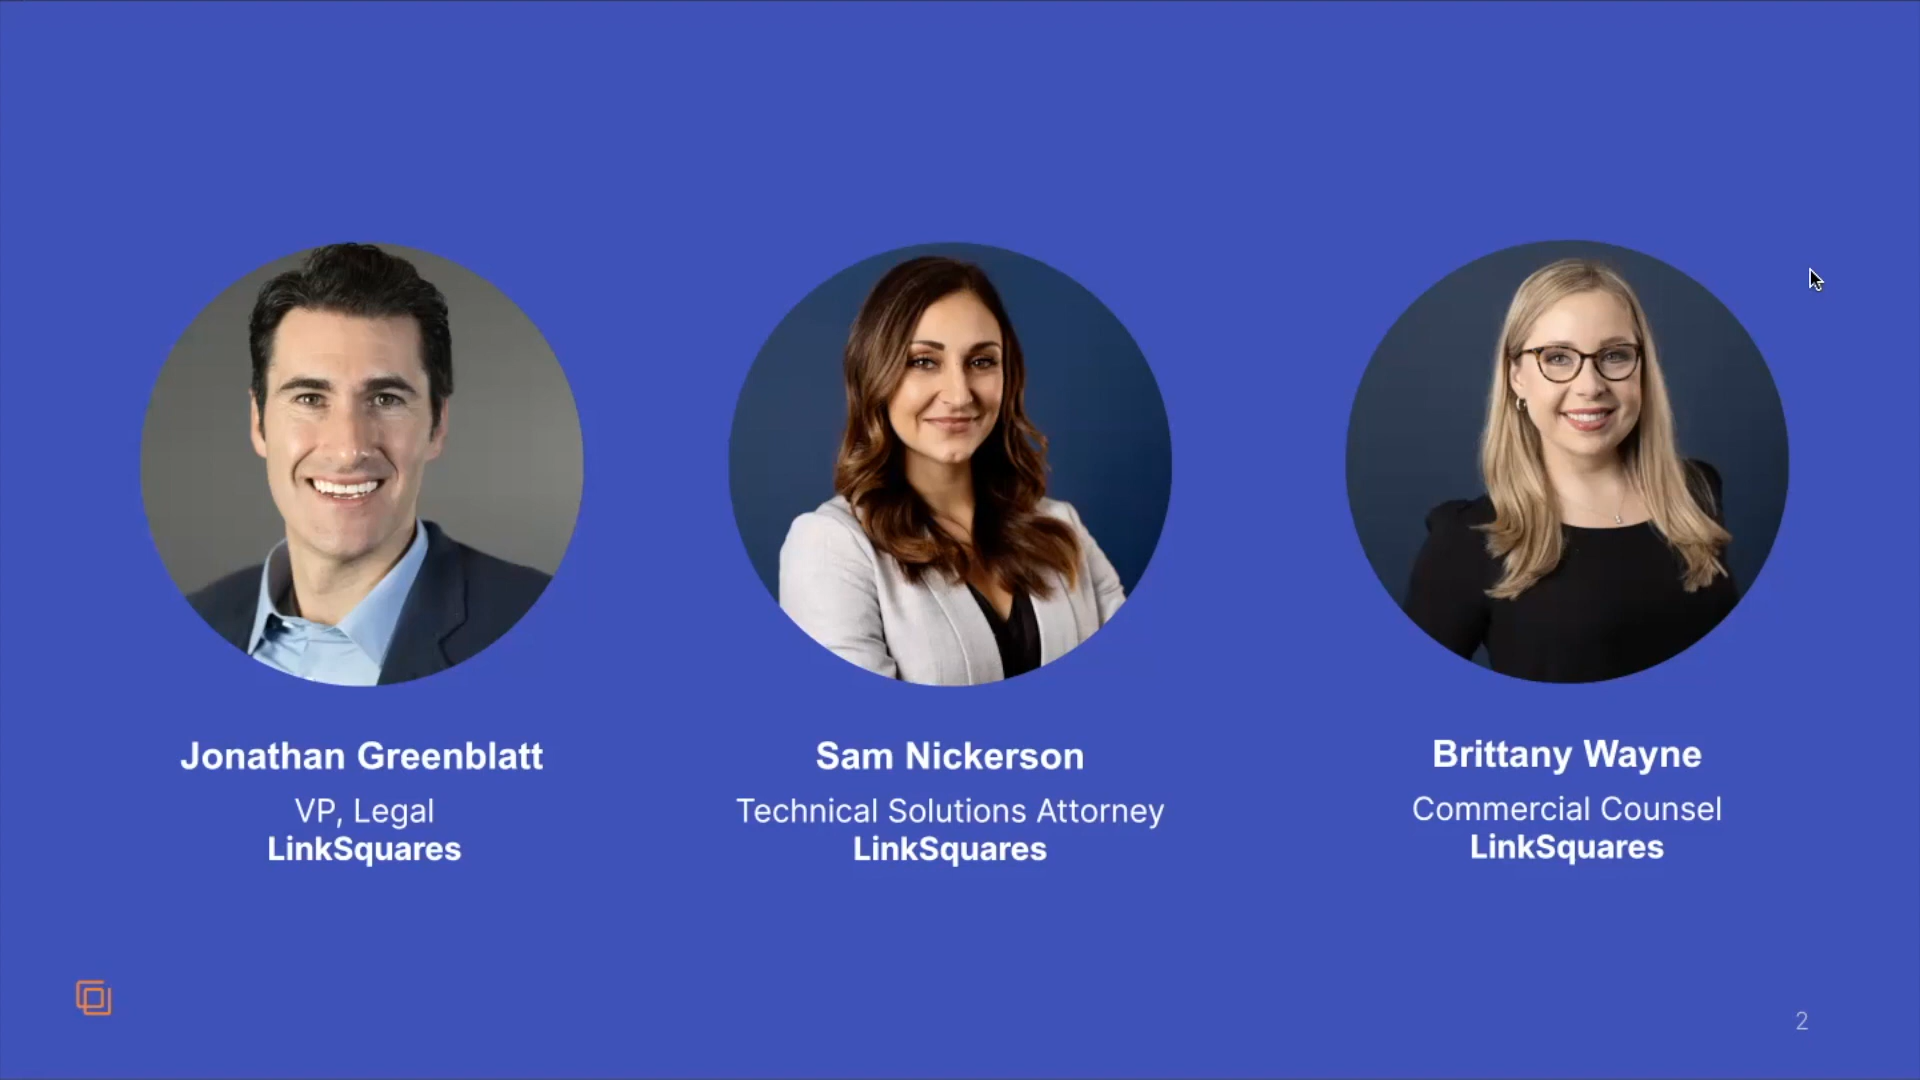 Jonathan Greenblatt
VP, Legal
LinkSquares
Sam Nickerson
Technical Solutions Attorney
LinkSquares
Brittany Wayne
Commercial Counsel
LinkSquares
2